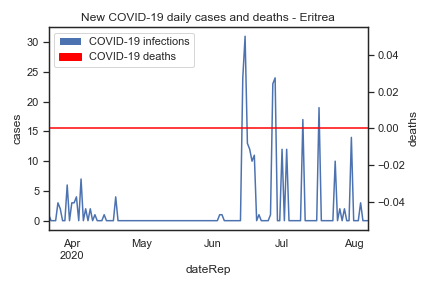 New COVID-19 daily cases and deaths - Eritrea
COVID-19 infections
COVID-19 deaths
30
25
20
15
10
5
0
cases
0.04
0.02
0.00
−0.02
−0.04
deaths
Apr May Jun Jul Aug
2020
dateRep